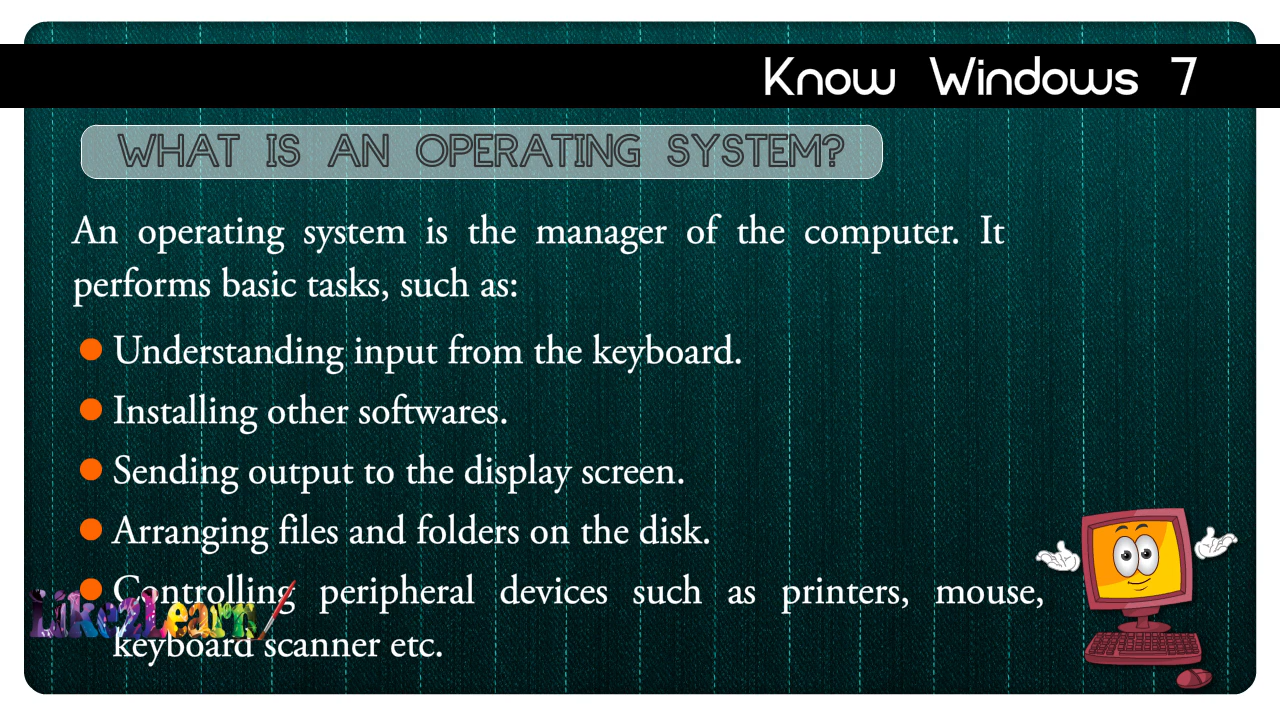 Know Windows 7
WHAT IS AN OPERATING SYSTEM?
An operating system is the manager of the computer. It
performs basic tasks, such as:
Understanding input from the keyboard.
Installing other softwares.
Sending output to the display screen.
Arranging files and folders on the disk.
Controlling peripheral devices such as printers, mouse,
Like2Learn
keyboard scanner etc.